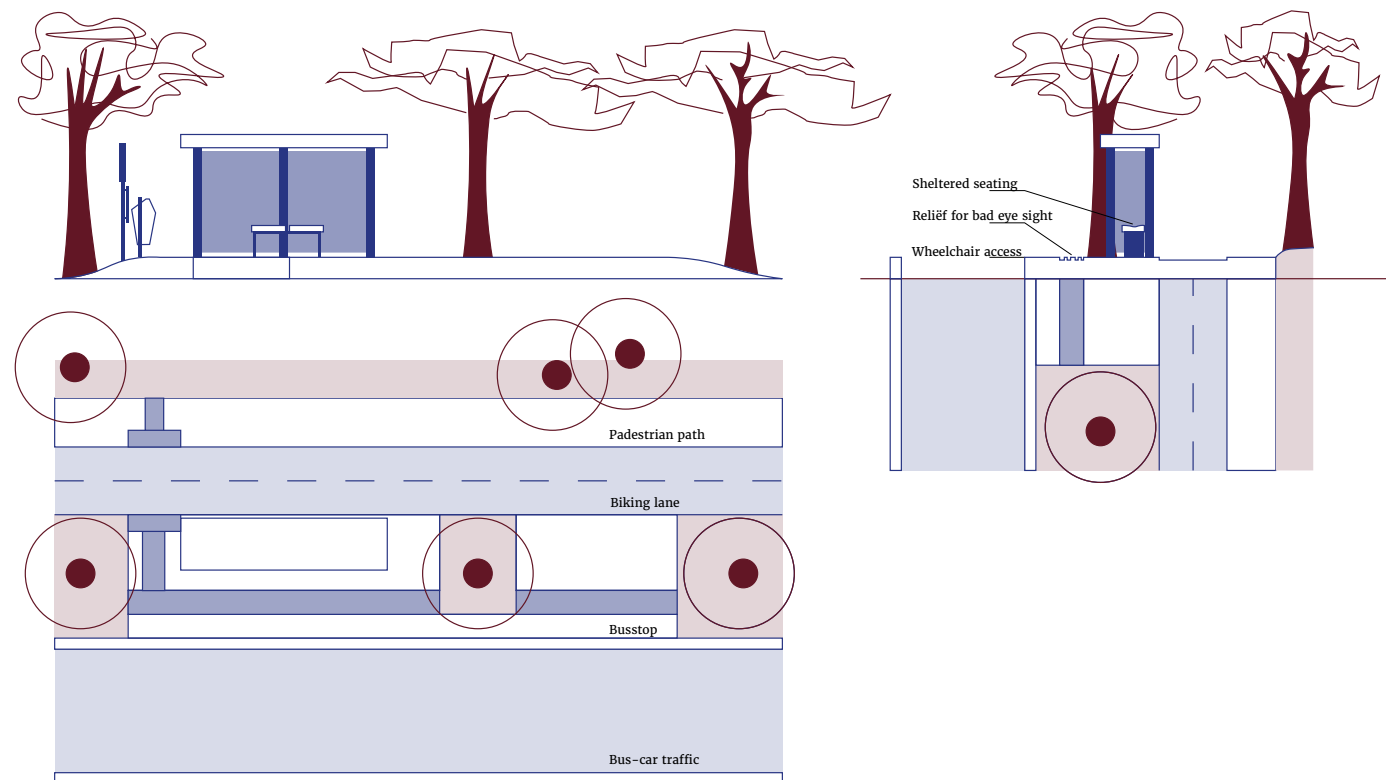 Sheltered seating
Reliëf for bad eye sight
Wheelchair access
Padestrian path
Biking lane
Busstop
Bus-car traffic